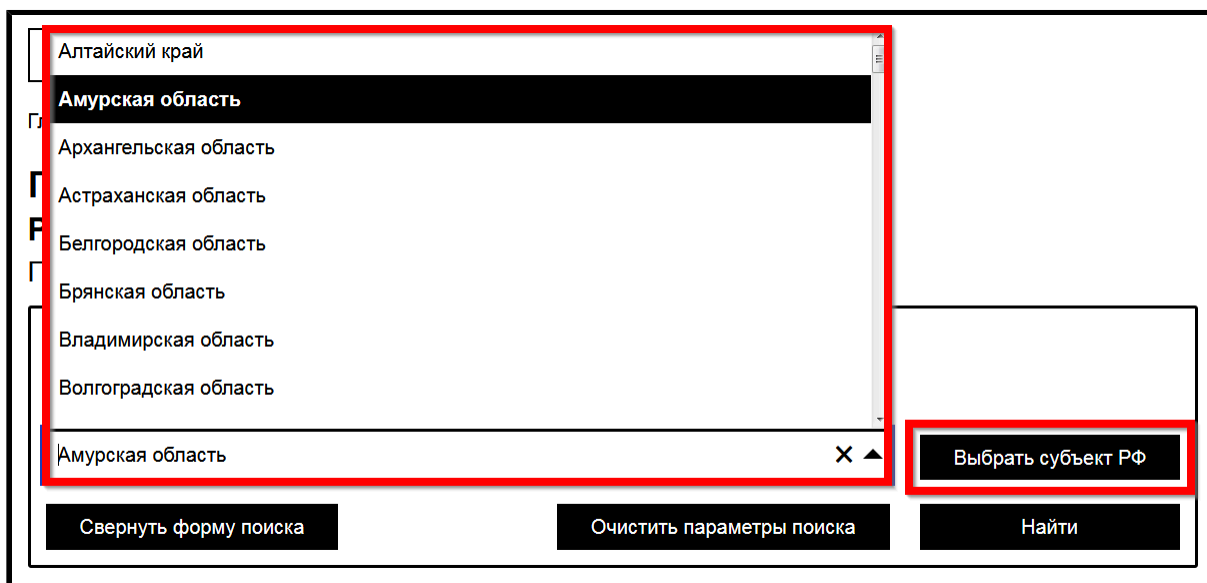 Алтайский край
Амурская область
Архангельская область
Астраханская область
Белгородская область
Брянская область
Владимирская область
Волгоградская область
Амурская область
Выбрать субъект РФ
Свернуть форму поиска
Очистить параметры поиска
Найти